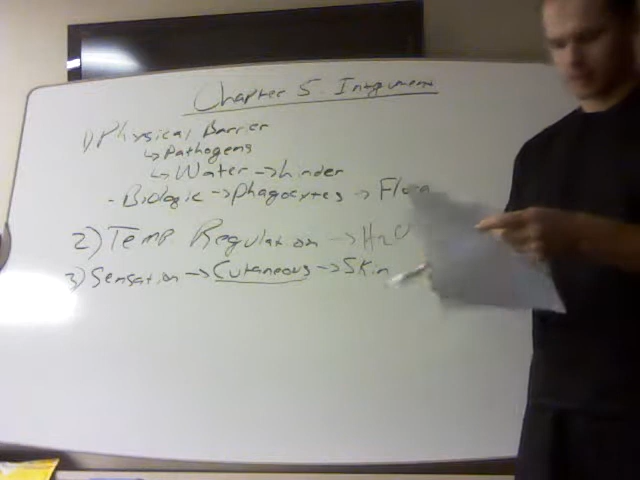 Chapter 5 Integument
1) Physical Barrier
↳ Pathogens
↳ Water → hinder
- Biologic → phagocytes → Flora
2) Temp. Regulation → H2O
3) Sensation → Cutaneous → Skin